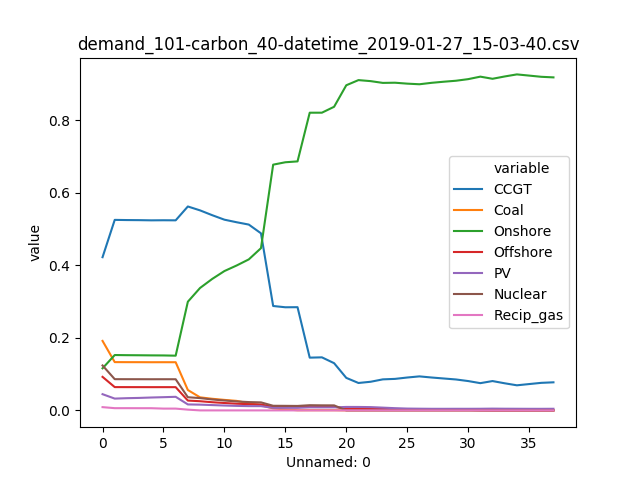 demand_101-carbon_40-datetime_2019-01-27_15-03-40.csv
value
0.8
0.6
0.4
0.2
0.0
variable
CCGT
Coal
Onshore
Offshore
PV
Nuclear
Recip_gas
0 5 10 15 20 25 30 35
Unnamed: 0